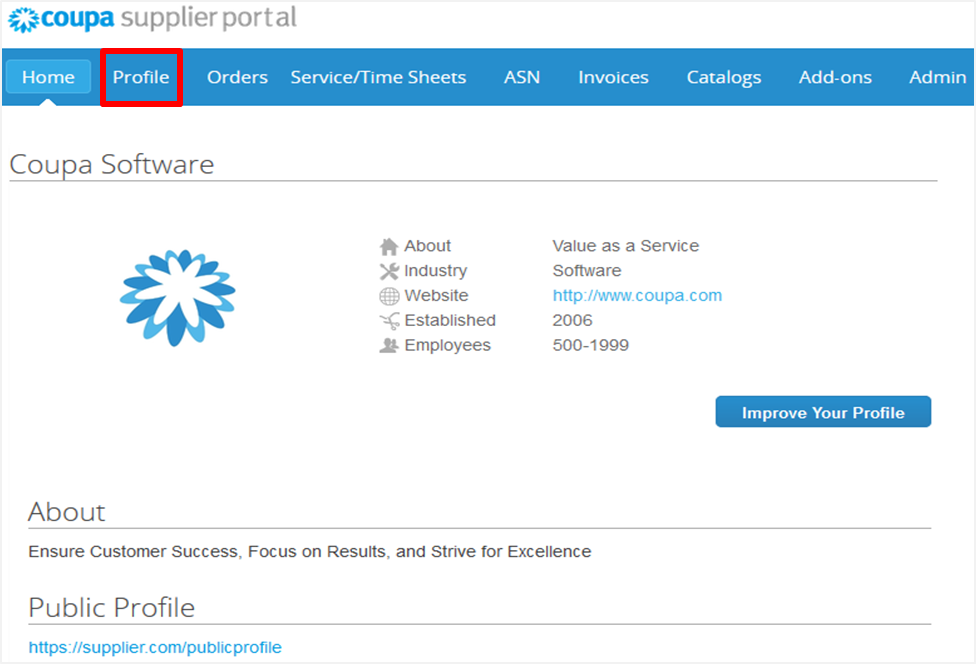 coupa supplier portal
Home Profile Orders Service/Time Sheets ASN Invoices Catalogs Add-ons Admin
Coupa Software
About Value as a Service
Industry Software
Website http://www.coupa.com
Established 2006
Employees 500-1999
Improve Your Profile
About
Ensure Customer Success, Focus on Results, and Strive for Excellence
Public Profile
https://supplier.com/publicprofile